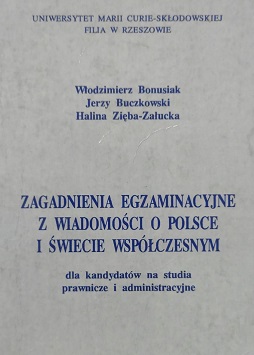 UNIWERSYTET MARII CURIE-SKŁODOWSKIEJ
FILIA W RZESZOWIE
Włodzimierz Bonusiak
Jerzy Buczkowski
Halina Zięba-Załucka
ZAGADNIENIA EGZAMINACYJNE
Z WIADOMOŚCI O POLSCE
I ŚWIECIE WSPÓŁCZESNYM
dla kandydatów na studia
prawnicze i administracyjne